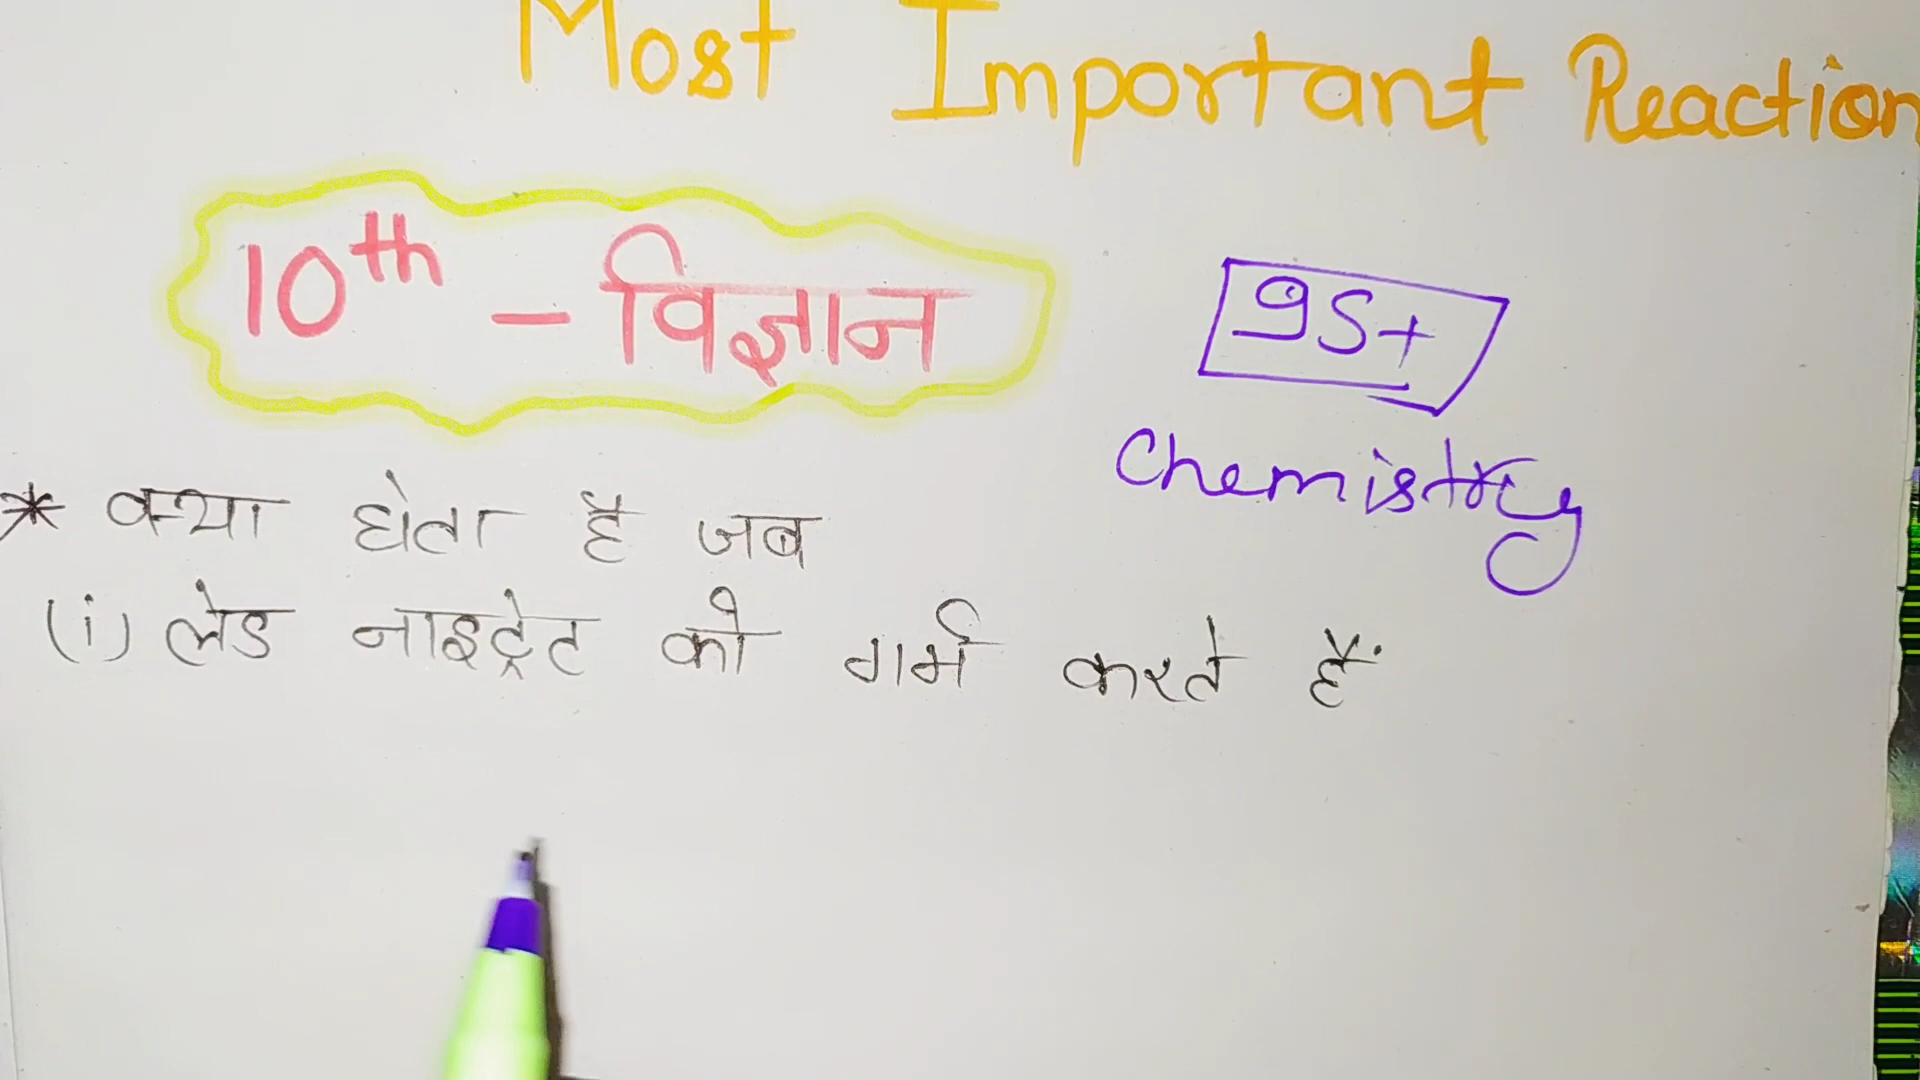 Most Important Reaction
10th - विज्ञान
95+
Chemistry
* क्या होता है जब
(i) लेड नाइट्रेट को गर्म करते हैं